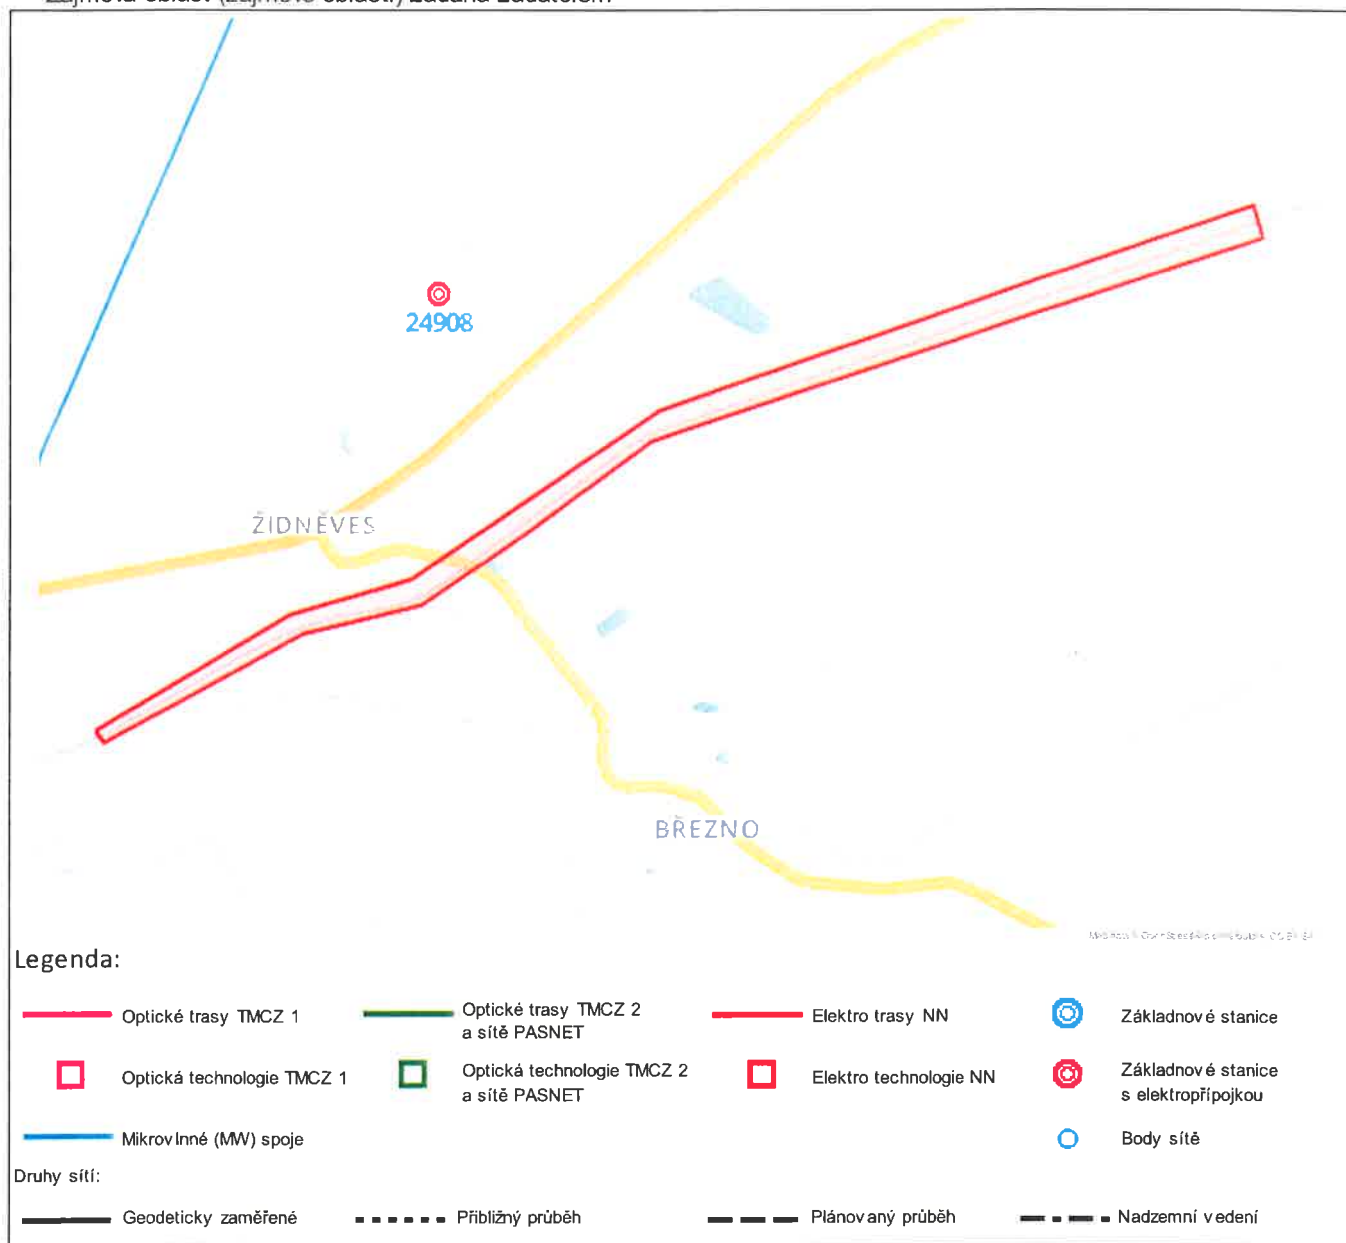 24908
ŽIDNĚVES
BŘEZNO
Legenda:
Optické trasy TMCZ 1
Optické trasy TMCZ 2
a sítě PASNET
Elektro trasy NN
Základnové stanice
Optická technologie TMCZ 1
Optická technologie TMCZ 2
a sítě PASNET
Elektro technologie NN
Základnové stanice
s elektropřípojkou
Mikrovlnné (MW) spoje
Body sítě
Druhy sítí:
Geodeticky zaměřené
Přibližný průběh
Plánovaný průběh
Nadzemní vedení